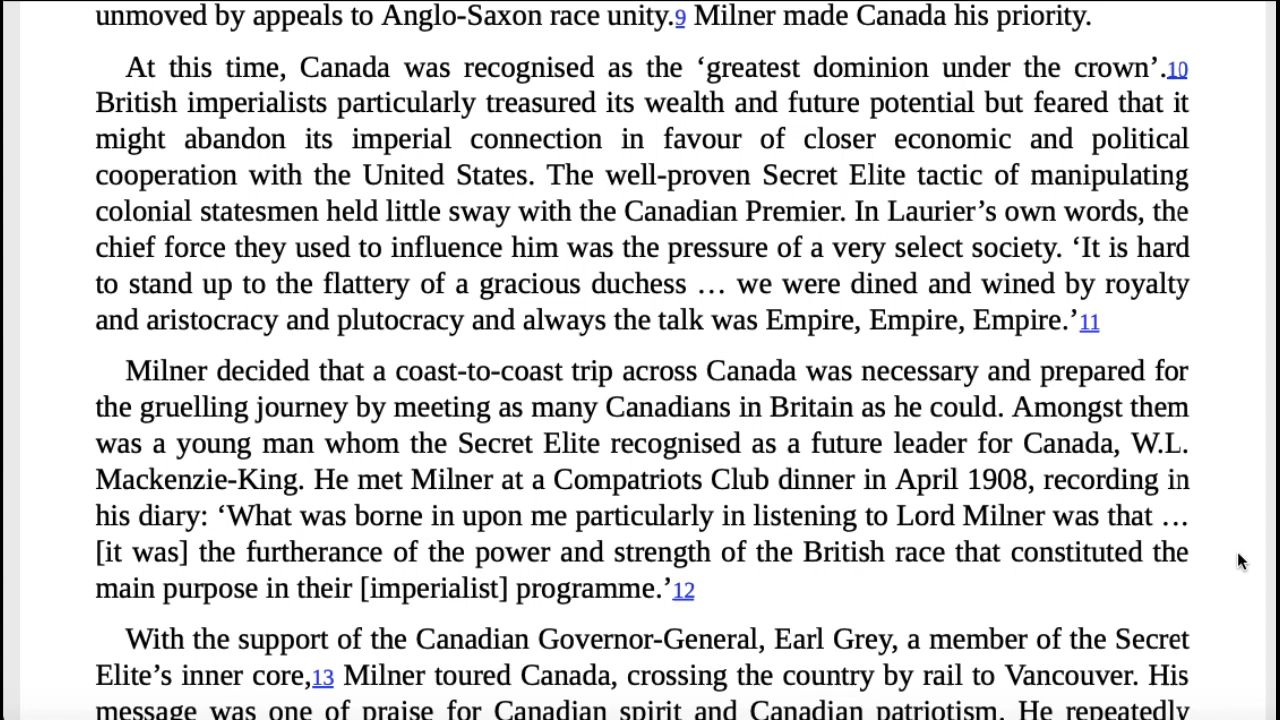 unmoved by appeals to Anglo-Saxon race unity.9 Milner made Canada his priority.
At this time, Canada was recognised as the ‘greatest dominion under the crown’.10
British imperialists particularly treasured its wealth and future potential but feared that it
might abandon its imperial connection in favour of closer economic and political
cooperation with the United States. The well-proven Secret Elite tactic of manipulating
colonial statesmen held little sway with the Canadian Premier. In Laurier’s own words, the
chief force they used to influence him was the pressure of a very select society. ‘It is hard
to stand up to the flattery of a gracious duchess … we were dined and wined by royalty
and aristocracy and plutocracy and always the talk was Empire, Empire, Empire.’11
Milner decided that a coast-to-coast trip across Canada was necessary and prepared for
the gruelling journey by meeting as many Canadians in Britain as he could. Amongst them
was a young man whom the Secret Elite recognised as a future leader for Canada, W.L.
Mackenzie-King. He met Milner at a Compatriots Club dinner in April 1908, recording in
his diary: ‘What was borne in upon me particularly in listening to Lord Milner was that …
[it was] the furtherance of the power and strength of the British race that constituted the
main purpose in their [imperialist] programme.’12
With the support of the Canadian Governor-General, Earl Grey, a member of the Secret
Elite’s inner core,13 Milner toured Canada, crossing the country by rail to Vancouver. His
message was one of praise for Canadian spirit and Canadian patriotism. He repeatedly